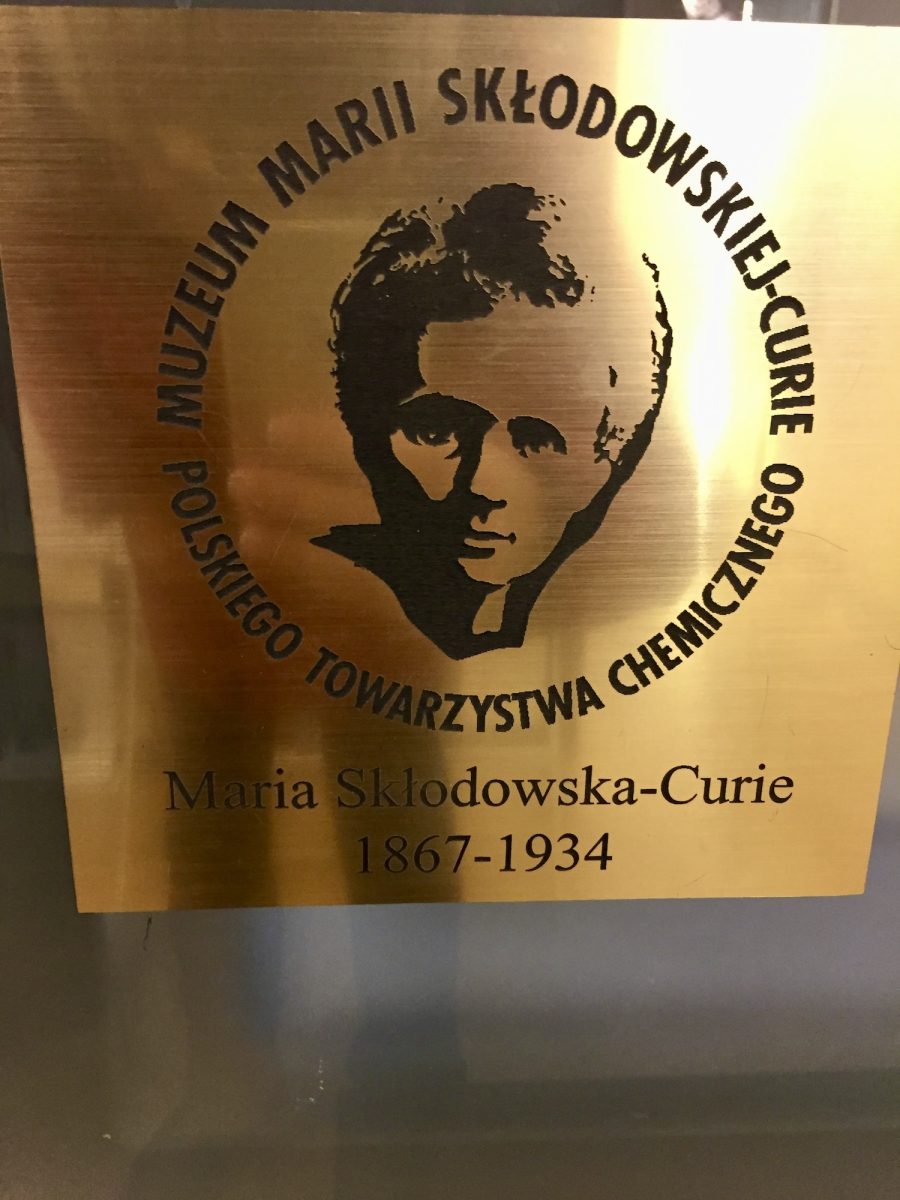 MUZEUM MARII SKŁODOWSKIEJ-CURIE
POLSKIEGO TOWARZYSTWA CHEMICZNEGO
Maria Skłodowska-Curie
1867-1934